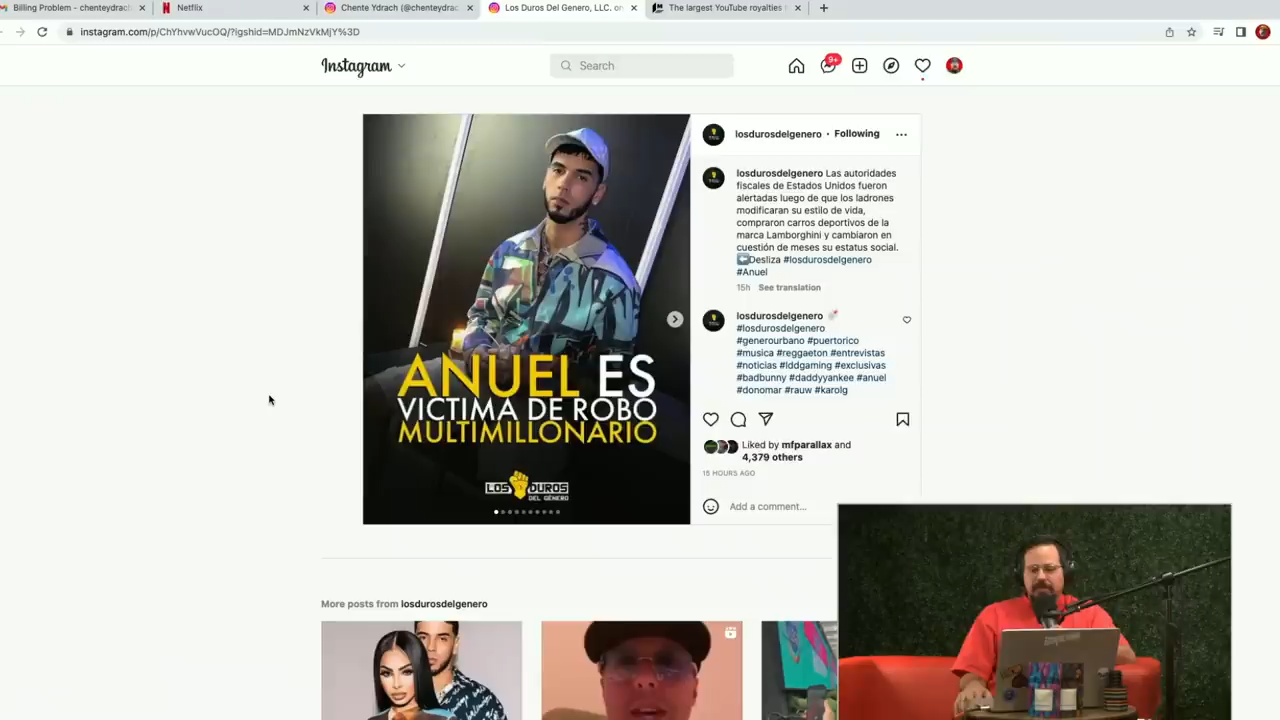 Billing Problem - chenteydrach
Netflix
Chente Ydrach (@chenteydrac
Los Duros Del Genero, LLC. on
The largest YouTube royalties
instagram.com/p/ChYhvwVucOQ/?igshid=MDJmNzVkMjY%3D
Instagram
Search
9+
losdurosdelgenero • Following
losdurosdelgenero Las autoridades
fiscales de Estados Unidos fueron
alertadas luego de que los ladrones
modificaran su estilo de vida,
compraron carros deportivos de la
marca Lamborghini y cambiaron en
cuestión de meses su estatus social.
Desliza #losdurosdelgenero
#Anuel
15h See translation
losdurosdelgenero
#losdurosdelgenero
#generourbano #puertorico
#musica #reggaeton #entrevistas
#noticias #lddgaming #exclusivas
#badbunny #daddyyankee #anuel
#donomar #rauw #karolg
Liked by mfparallax and
4,379 others
15 HOURS AGO
Add a comment...
ANUEL ES
VICTIMA DE ROBO
MULTIMILLONARIO
LOS DUROS
DEL GÉNERO
More posts from losdurosdelgenero